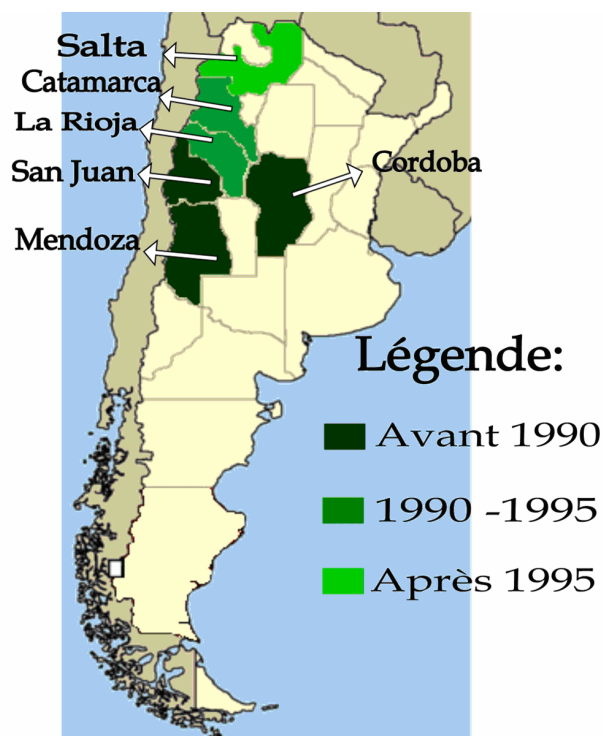 Salta
Catamarca
La Rioja
San Juan
Cordoba
Mendoza
Légende:
Avant 1990
1990 -1995
Après 1995